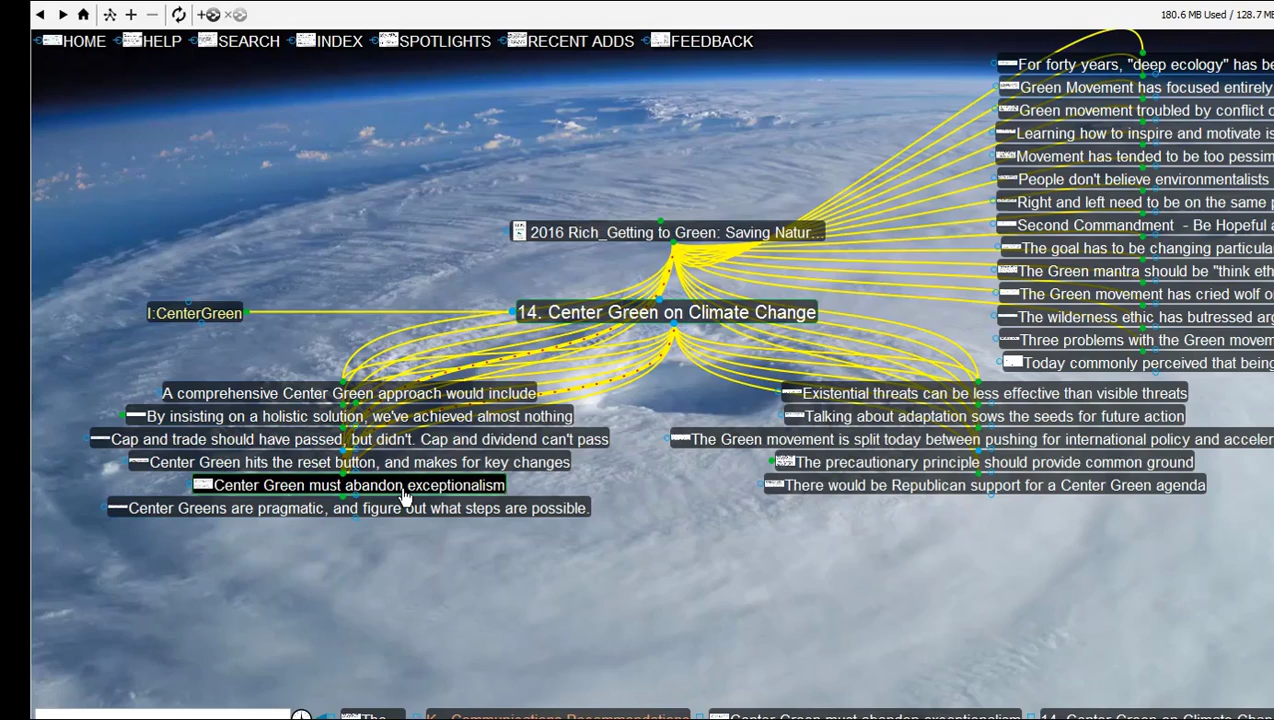 180.6 MB Used / 128.7 M
HOME HELP SEARCH INDEX SPOTLIGHTS RECENT ADDS FEEDBACK
For forty years, "deep ecology" has be
Green Movement has focused entirely
Green movement troubled by conflict o
Learning how to inspire and motivate is
Movement has tended to be too pessim
People don't believe environmentalists
Right and left need to be on the same p
Second Commandment - Be Hopeful a
The goal has to be changing particula
The Green mantra should be "think eth
The Green movement has cried wolf o
The wilderness ethic has butressed arg
Three problems with the Green movem
Today commonly perceived that being
2016 Rich_Getting to Green: Saving Natur...
I:CenterGreen
14. Center Green on Climate Change
A comprehensive Center Green approach would include
By insisting on a holistic solution, we've achieved almost nothing
Cap and trade should have passed, but didn't. Cap and dividend can't pass
Center Green hits the reset button, and makes for key changes
Center Green must abandon exceptionalism
Center Greens are pragmatic, and figure out what steps are possible.
Existential threats can be less effective than visible threats
Talking about adaptation sows the seeds for future action
The Green movement is split today between pushing for international policy and acceler
The precautionary principle should provide common ground
There would be Republican support for a Center Green agenda
The
K - Communications Recommendations
Center Green must abandon exceptionalism
14. Center Green on Climate Chang